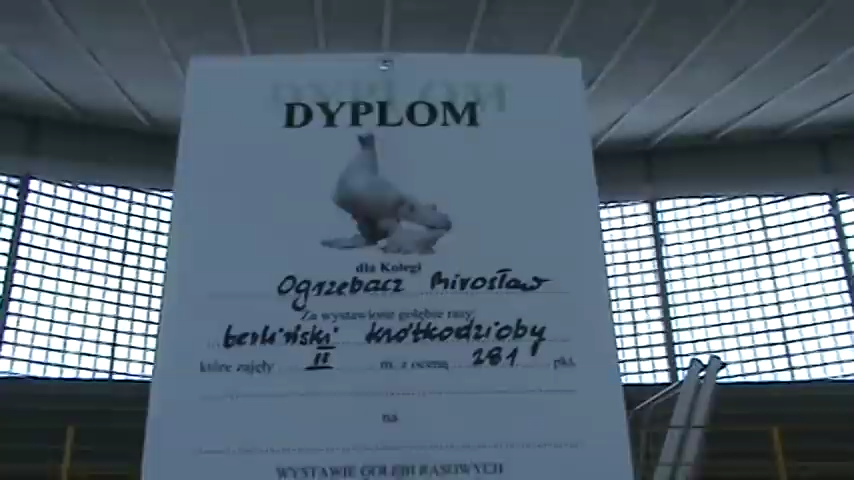 DYPLOM
dla Kolegi
Ogrzebacz Mirosław
Za wystawione gołębie rasy:
berliński krótkodzioby
które zajęły II m. z oceną 281 pkt.
na
WYSTAWIE GOŁĘBI RASOWYCH